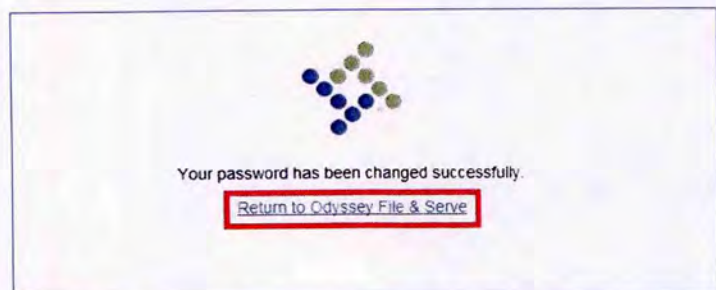 Your password has been changed successfully.
Return to Odyssey File & Serve